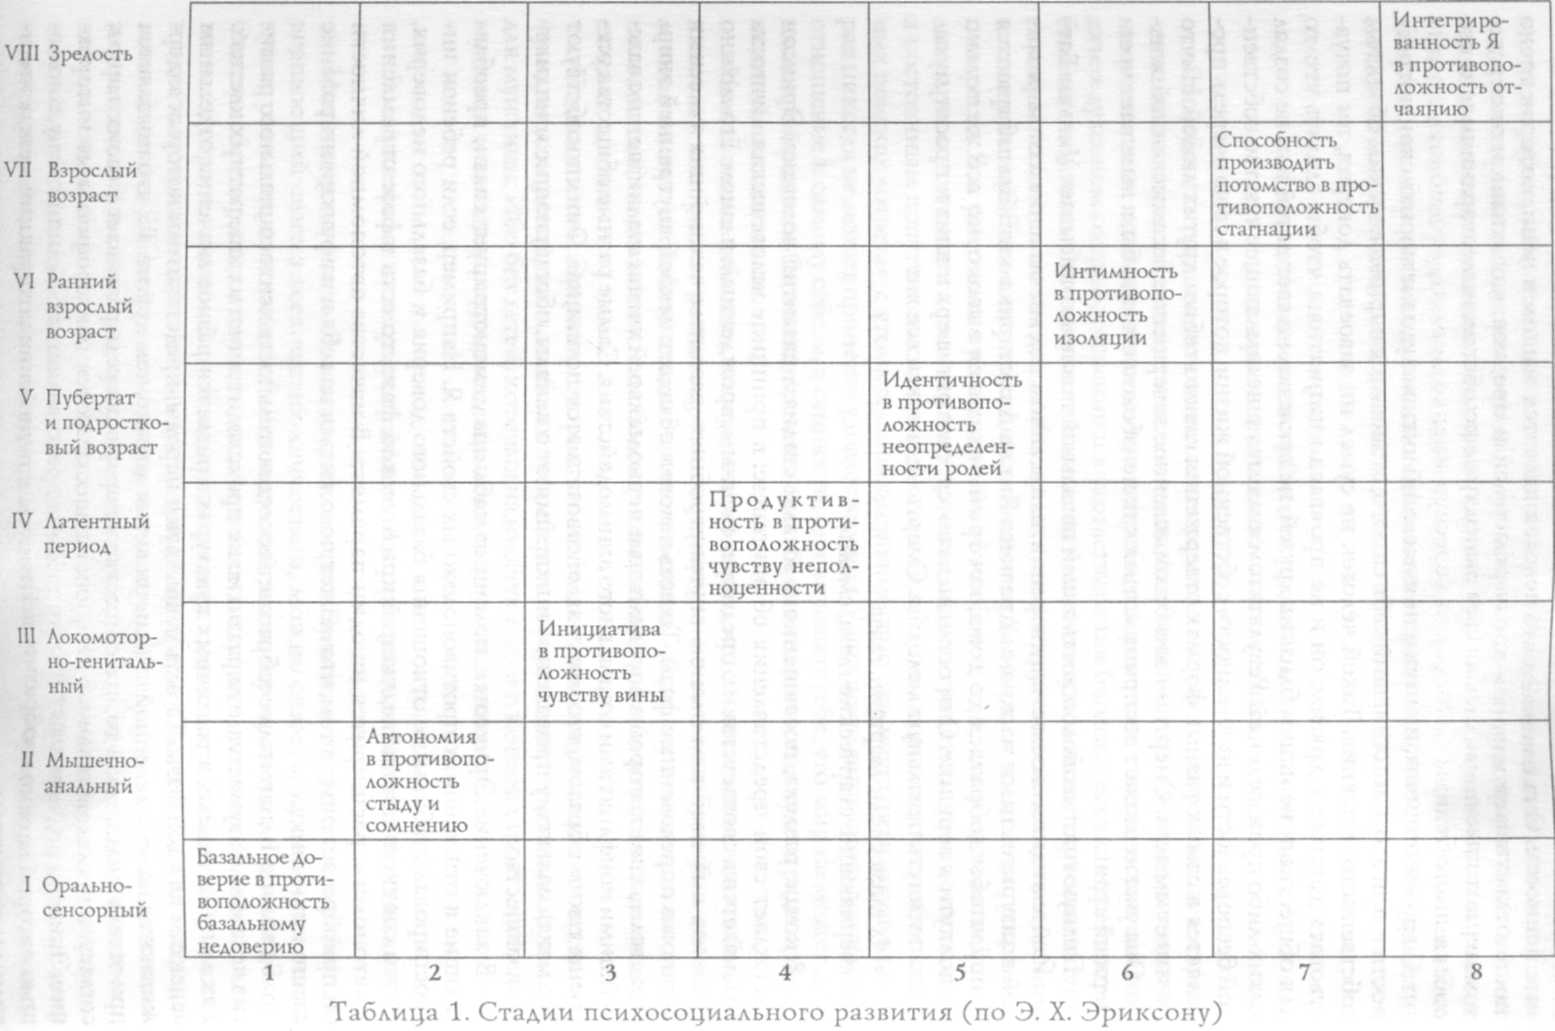 VIII Зрелость
Интегриро-
ванность Я
в противопо-
ложность от-
чаянию
VII Взрослый
возраст
Способность
производить
потомство в про-
тивоположность
стагнации
VI Ранний
взрослый
возраст
Интимность
в противопо-
ложность
изоляции
V Пубертат
и подростко-
вый возраст
Идентичность
в противопо-
ложность
неопределен-
ности ролей
IV Латентный
период
Продуктив-
ность в проти-
воположность
чувству непол-
ноценности
III Локомотор-
но-гениталь-
ный
Инициатива
в противопо-
ложность
чувству вины
II Мышечно-
анальный
Автономия
в противопо-
ложность
стыду и
сомнению
I Орально-
сенсорный
Базальное до-
верие в проти-
воположность
базальному
недоверию
1 2 3 4 5 6 7 8
Таблица 1. Стадии психосоциального развития (по Э. Х. Эриксону)